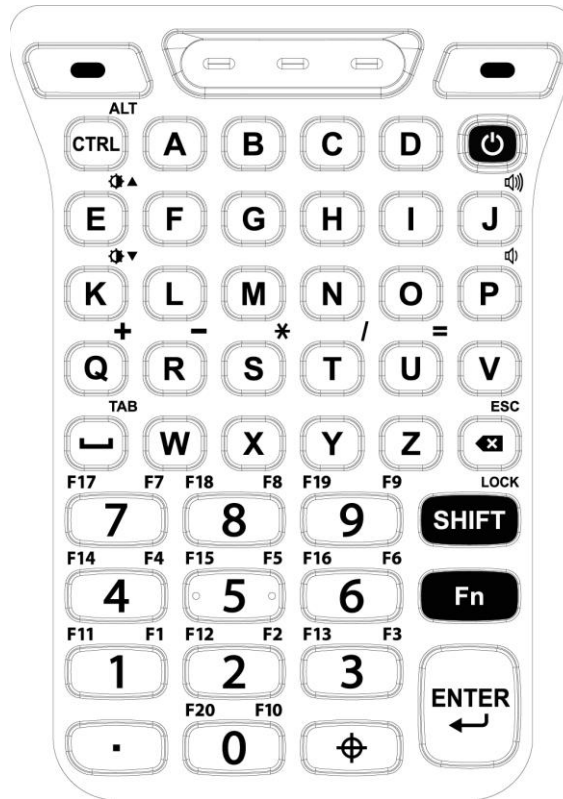 ALT
CTRL A B C D
E F G H I J
K L M N O P
+ - * / =
Q R S T U V
TAB ESC
W X Y Z
F17 F7 F18 F8 F19 F9 LOCK
7 8 9 SHIFT
F14 F4 F15 F5 F16 F6
4 5 6 Fn
F11 F1 F12 F2 F13 F3
1 2 3 ENTER
F20 F10
. 0